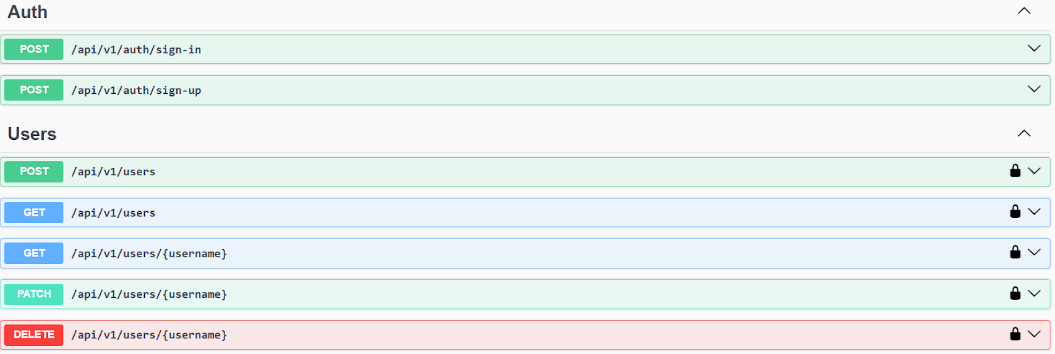 Auth
POST /api/v1/auth/sign-in
POST /api/v1/auth/sign-up
Users
POST /api/v1/users
GET /api/v1/users
GET /api/v1/users/{username}
PATCH /api/v1/users/{username}
DELETE /api/v1/users/{username}